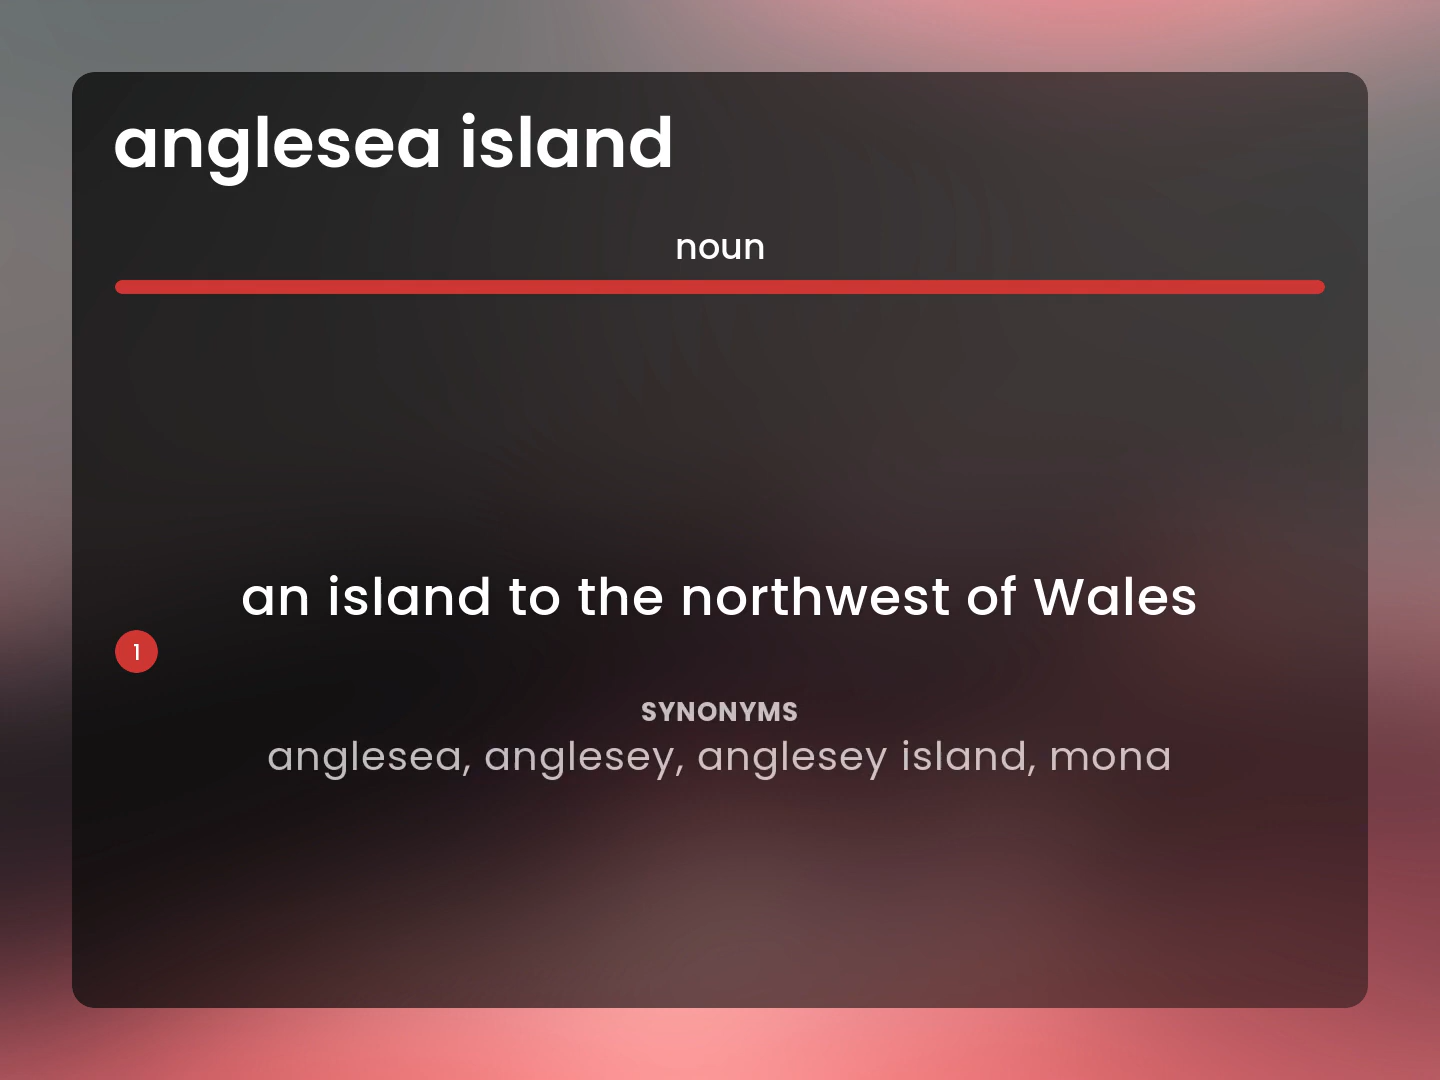 anglesea island
noun
an island to the northwest of Wales
1
SYNONYMS
anglesea, anglesey, anglesey island, mona